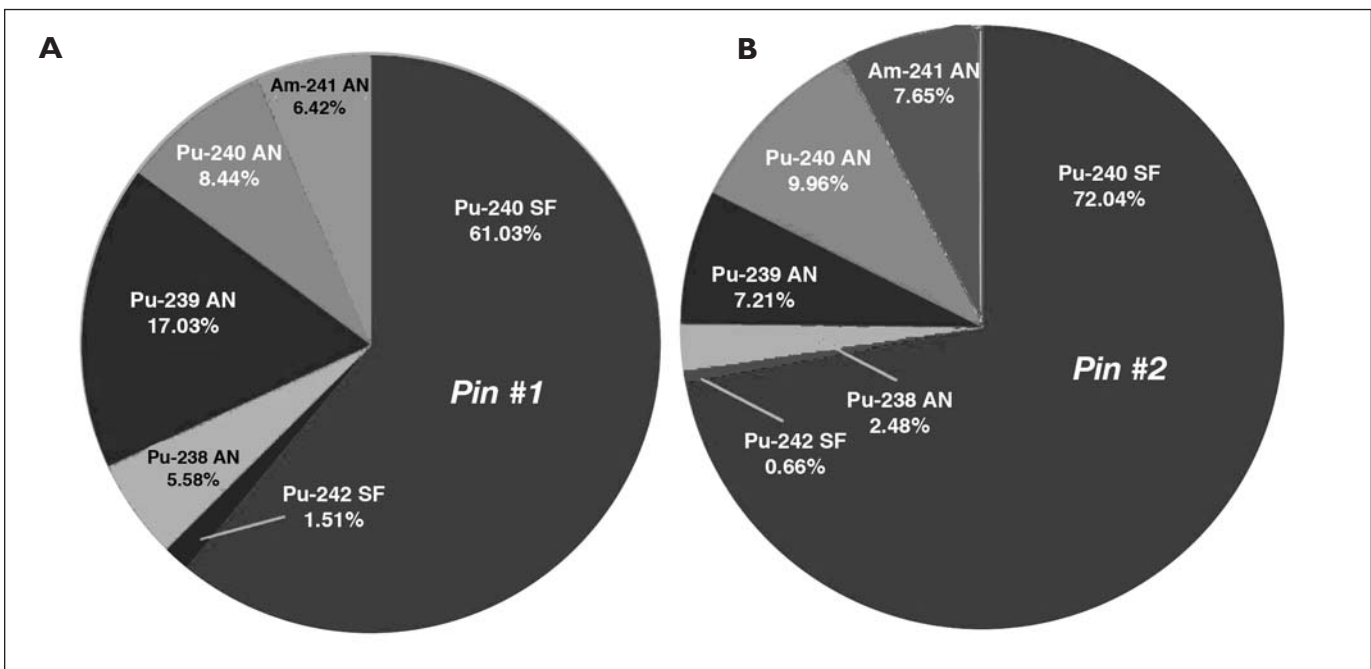 A
Am-241 AN
6.42%
Pu-240 AN
8.44%
Pu-240 SF
61.03%
Pu-239 AN
17.03%
Pin #1
Pu-238 AN
5.58%
Pu-242 SF
1.51%
B
Am-241 AN
7.65%
Pu-240 AN
9.96%
Pu-240 SF
72.04%
Pu-239 AN
7.21%
Pin #2
Pu-238 AN
2.48%
Pu-242 SF
0.66%